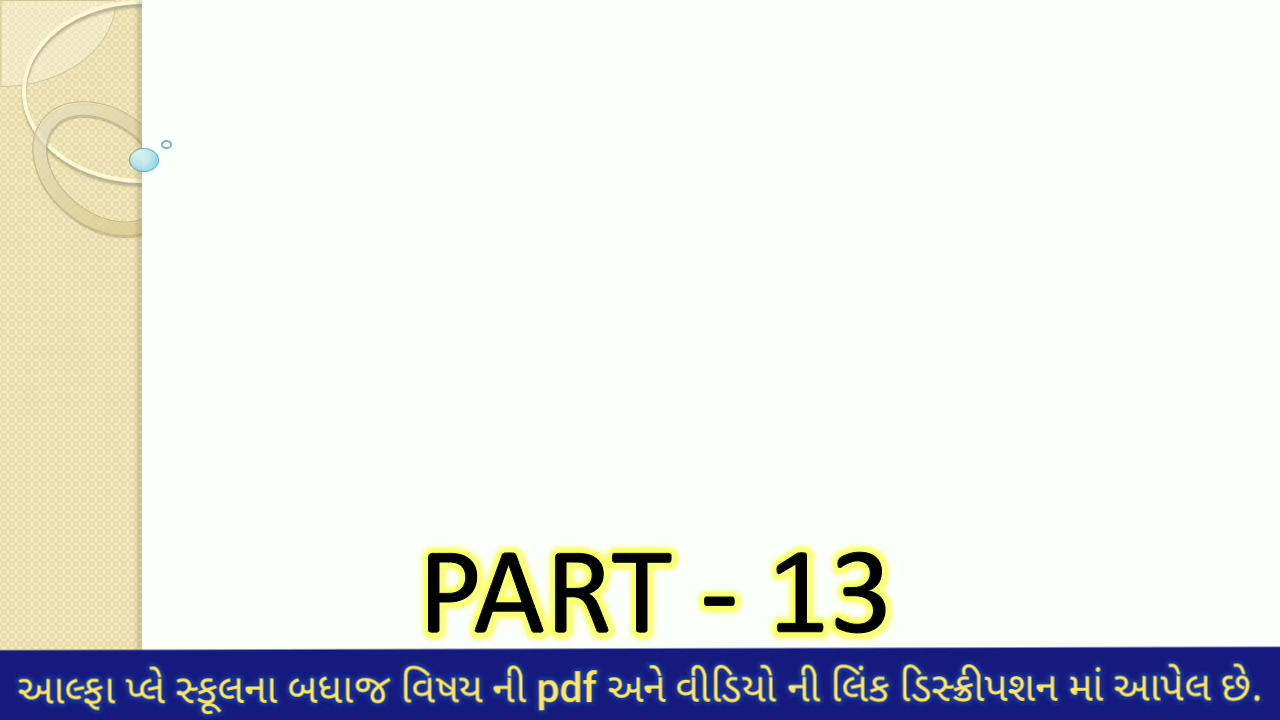 PART - 13
આલ્ફા પ્લે સ્કૂલના બધાજ વિષય ની pdf અને વીડિયો ની લિંક ડિસ્ક્રીપશન માં આપેલ છે.